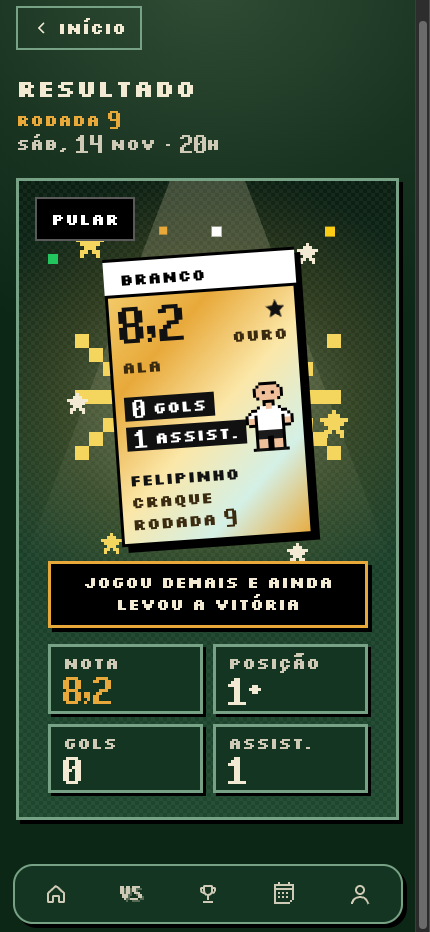 INÍCIO
RESULTADO
RODADA 9
SÁB, 14 NOV · 20H
PULAR
BRANCO
8,2
OURO
ALA
0 GOLS
1 ASSIST.
FELIPINHO
CRAQUE
RODADA 9
JOGOU DEMAIS E AINDA
LEVOU A VITÓRIA
NOTA
8,2
POSIÇÃO
1º
GOLS
0
ASSIST.
1
VS